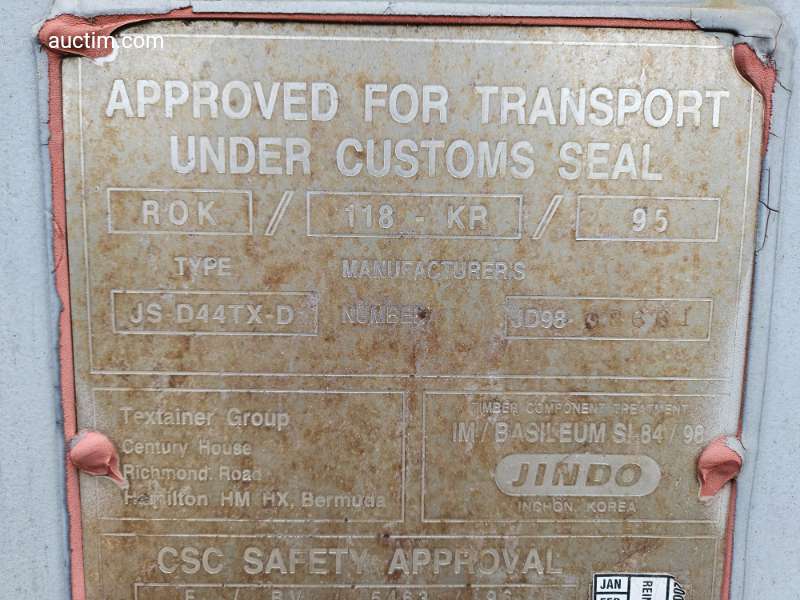 auctim.com
APPROVED FOR TRANSPORT
UNDER CUSTOMS SEAL
ROK / 118 - KR / 95
TYPE MANUFACTURER'S
JS D44TX-D NUMBER JD98-
Textainer Group
Century House
Richmond Road
Hamilton HM HX, Bermuda
TIMBER COMPONENT TREATMENT
IM / BASILEUM SI-84 / 98
JINDO
INCHON, KOREA
CSC SAFETY APPROVAL
JAN